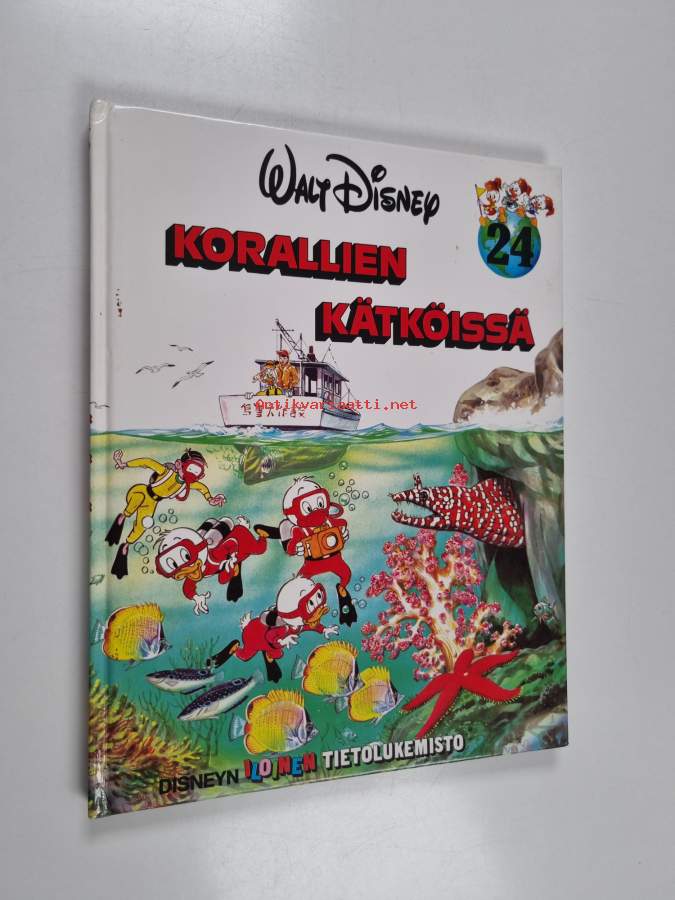 WALT DISNEY
24
KORALLIEN
KÄTKÖISSÄ
Antikvariaatti.net
DISNEYN ILOINEN TIETOLUKEMISTO